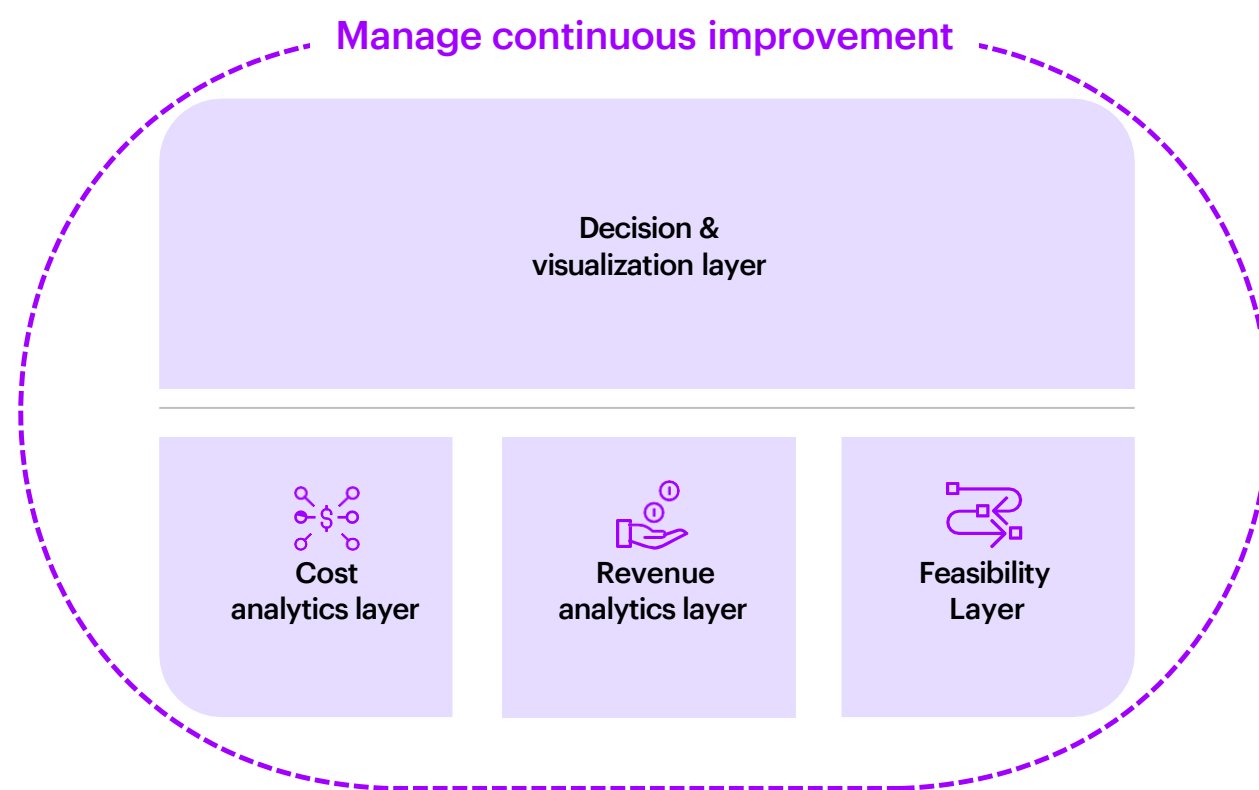 Manage continuous improvement
Decision &
visualization layer
Cost
analytics layer
Revenue
analytics layer
Feasibility
Layer